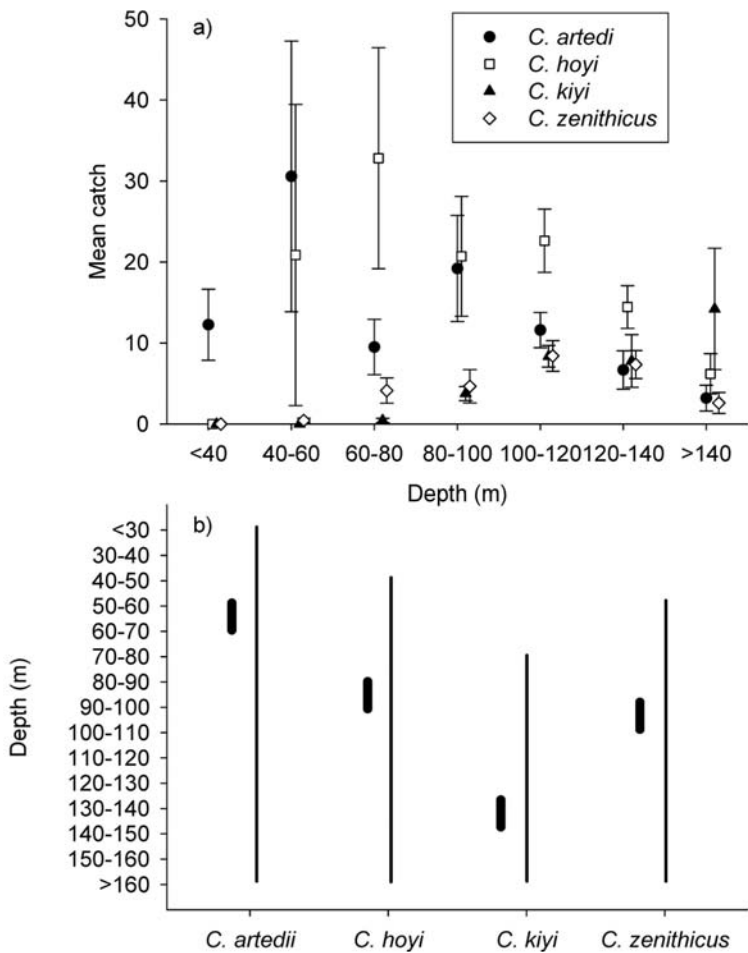 a)
C. artedi
C. hoyi
C. kiyi
C. zenithicus
50
40
30
20
10
0
Mean catch
<40 40-60 60-80 80-100 100-120 120-140 >140
Depth (m)
b)
<30
30-40
40-50
50-60
60-70
70-80
80-90
90-100
100-110
110-120
120-130
130-140
140-150
150-160
>160
Depth (m)
C. artedii C. hoyi C. kiyi C. zenithicus